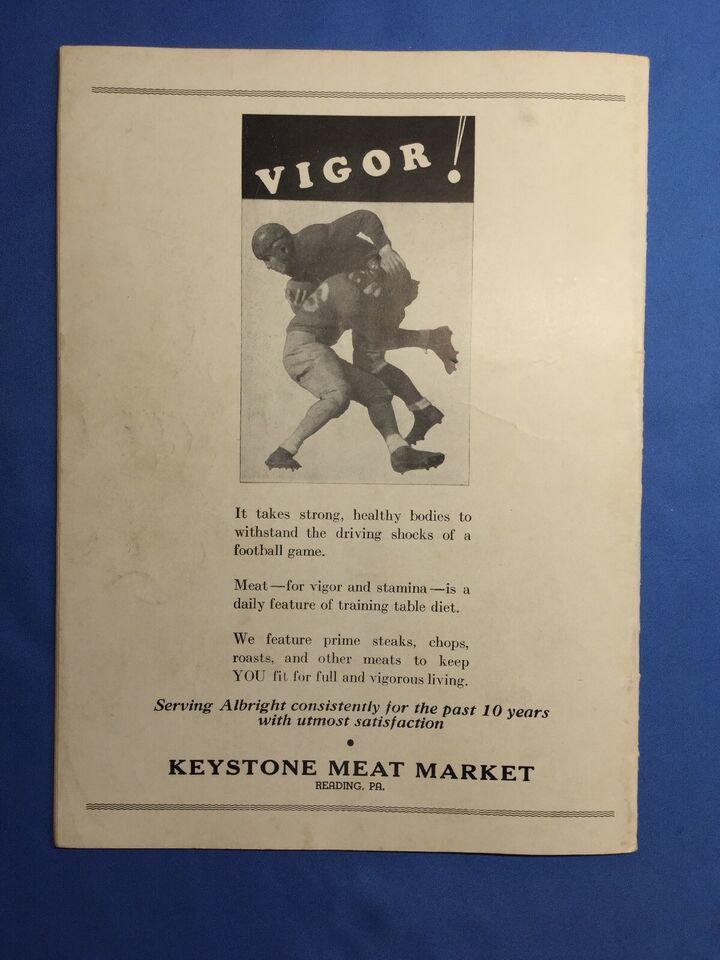 VIGOR!
It takes strong, healthy bodies to
withstand the driving shocks of a
football game.
Meat—for vigor and stamina—is a
daily feature of training table diet.
We feature prime steaks, chops,
roasts, and other meats to keep
YOU fit for full and vigorous living.
Serving Albright consistently for the past 10 years
with utmost satisfaction
KEYSTONE MEAT MARKET
READING, PA.